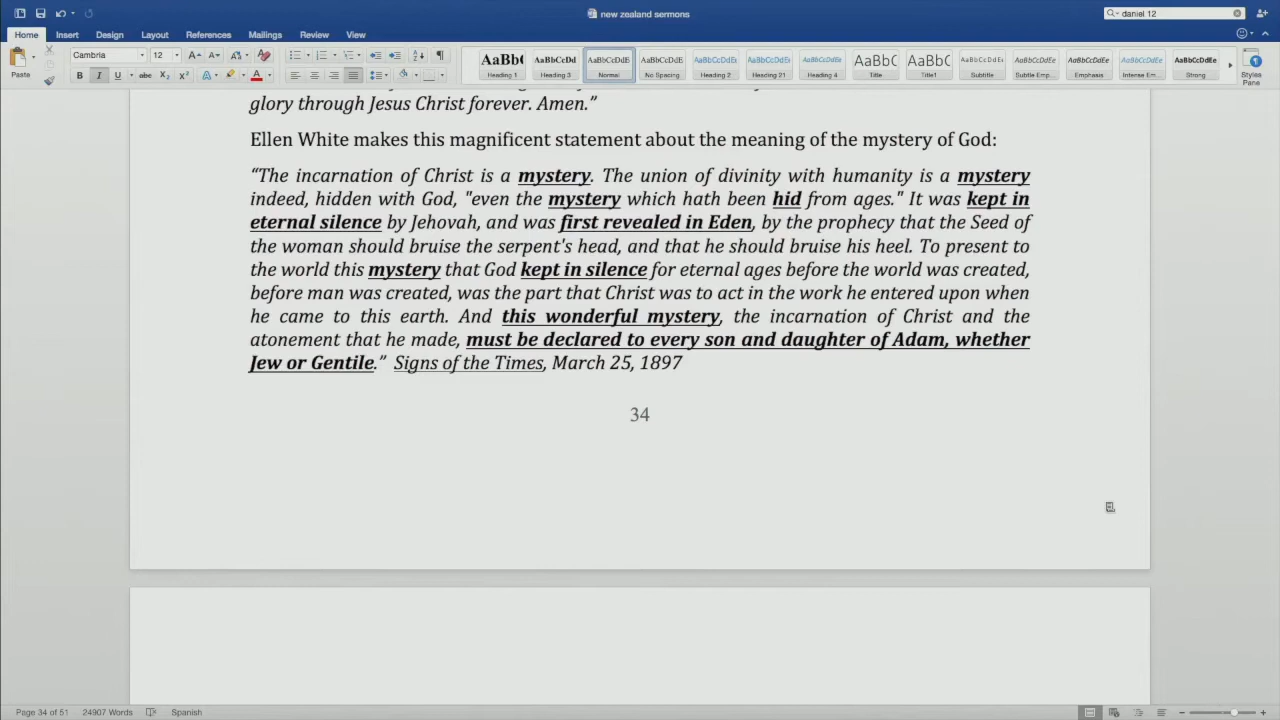 new zealand sermons
daniel 12
Home Insert Design Layout References Mailings Review View
Paste
Cambria 12
AaBbC AaBbCcDd AaBbCcDdE AaBbCcDdE AaBbCcDdEe AaBbCcDdEe AaBbCcDdEe AaBbC AaBbC AaBbCcDdEe AaBbCcDdEe AaBbCcDdEe AaBbCcDdEe AaBbCcDdEe
Heading 1 Heading 3 Normal No Spacing Heading 2 Heading 21 Heading 4 Title Title1 Subtitle Subtle Emp... Emphasis Intense Em... Strong
Styles
Pane
glory through Jesus Christ forever. Amen.”
Ellen White makes this magnificent statement about the meaning of the mystery of God:
“The incarnation of Christ is a mystery. The union of divinity with humanity is a mystery
indeed, hidden with God, "even the mystery which hath been hid from ages." It was kept in
eternal silence by Jehovah, and was first revealed in Eden, by the prophecy that the Seed of
the woman should bruise the serpent's head, and that he should bruise his heel. To present to
the world this mystery that God kept in silence for eternal ages before the world was created,
before man was created, was the part that Christ was to act in the work he entered upon when
he came to this earth. And this wonderful mystery, the incarnation of Christ and the
atonement that he made, must be declared to every son and daughter of Adam, whether
Jew or Gentile.” Signs of the Times, March 25, 1897
34
Page 34 of 51 24907 Words Spanish